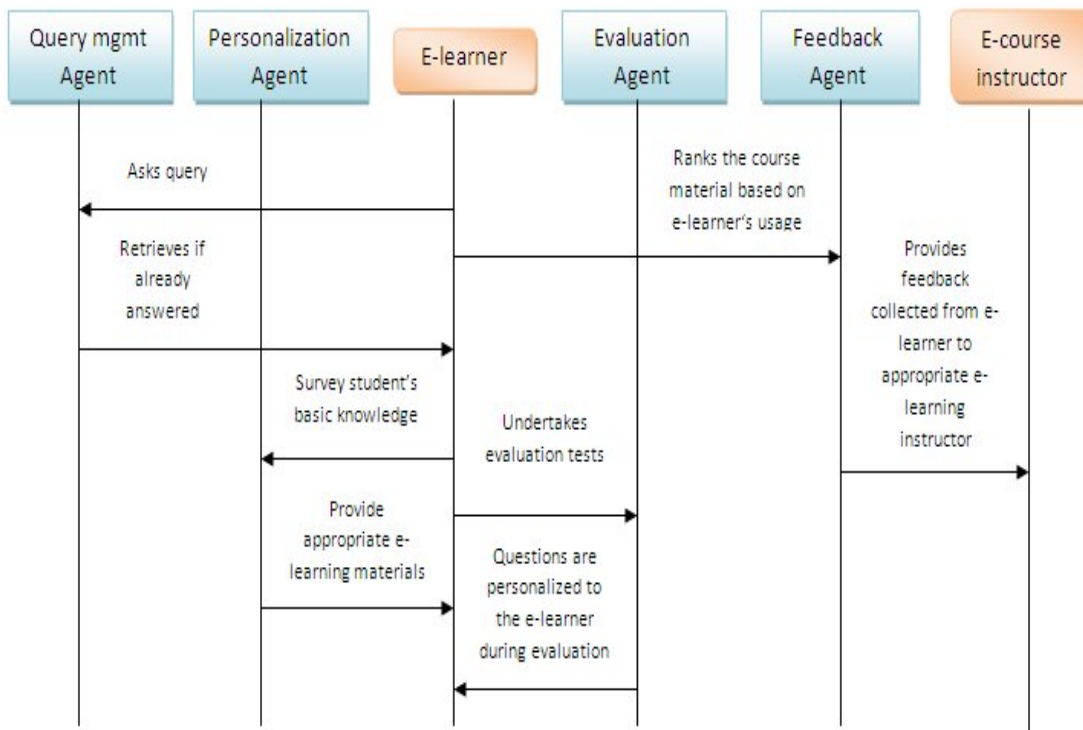 Query mgmt
Agent
Personalization
Agent
E-learner
Evaluation
Agent
Feedback
Agent
E-course
instructor
Asks query
Ranks the course
material based on
e-learner's usage
Retrieves if
already
answered
Provides
feedback
collected from e-
learner to
appropriate e-
learning
instructor
Survey student's
basic knowledge
Undertakes
evaluation tests
Provide
appropriate e-
learning materials
Questions are
personalized to
the e-learner
during evaluation